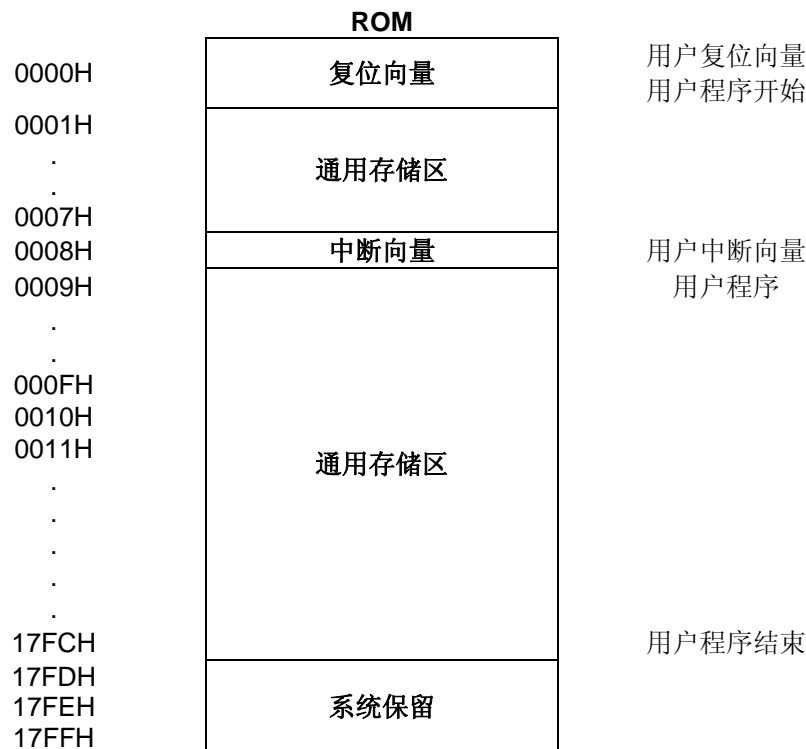 ROM
0000H 复位向量 用户复位向量
用户程序开始
0001H
.
通用存储区
.
0007H
0008H 中断向量 用户中断向量
0009H 用户程序
.
.
000FH
0010H
0011H 通用存储区
.
.
.
.
.
17FCH 用户程序结束
17FDH
17FEH 系统保留
17FFH